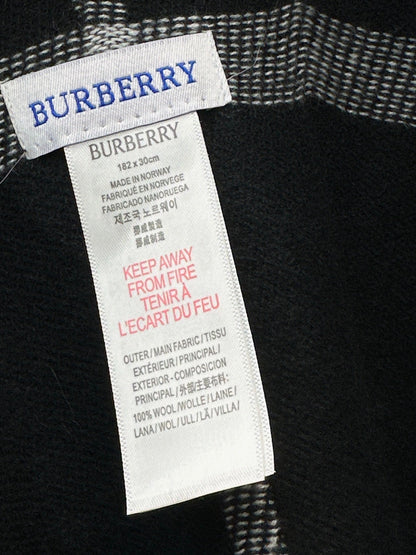 BURBERRY
BURBERRY
182 x 30cm
MADE IN NORWAY
FABRIQUÉ EN NORVEGE
FABRICADO NANORUEGA
제조국 노르웨이
挪威製造
挪威制造
KEEP AWAY
FROM FIRE
TENIR À
L'ECART DU FEU
OUTER / MAIN FABRIC / TISSU
EXTÉRIEUR / PRINCIPAL /
EXTERIOR - COMPOSICION
PRINCIPAL / 外部/主要布料:
100% WOOL/WOLLE / LAINE /
LANA / WOL / ULL / LÃ / VILLA /